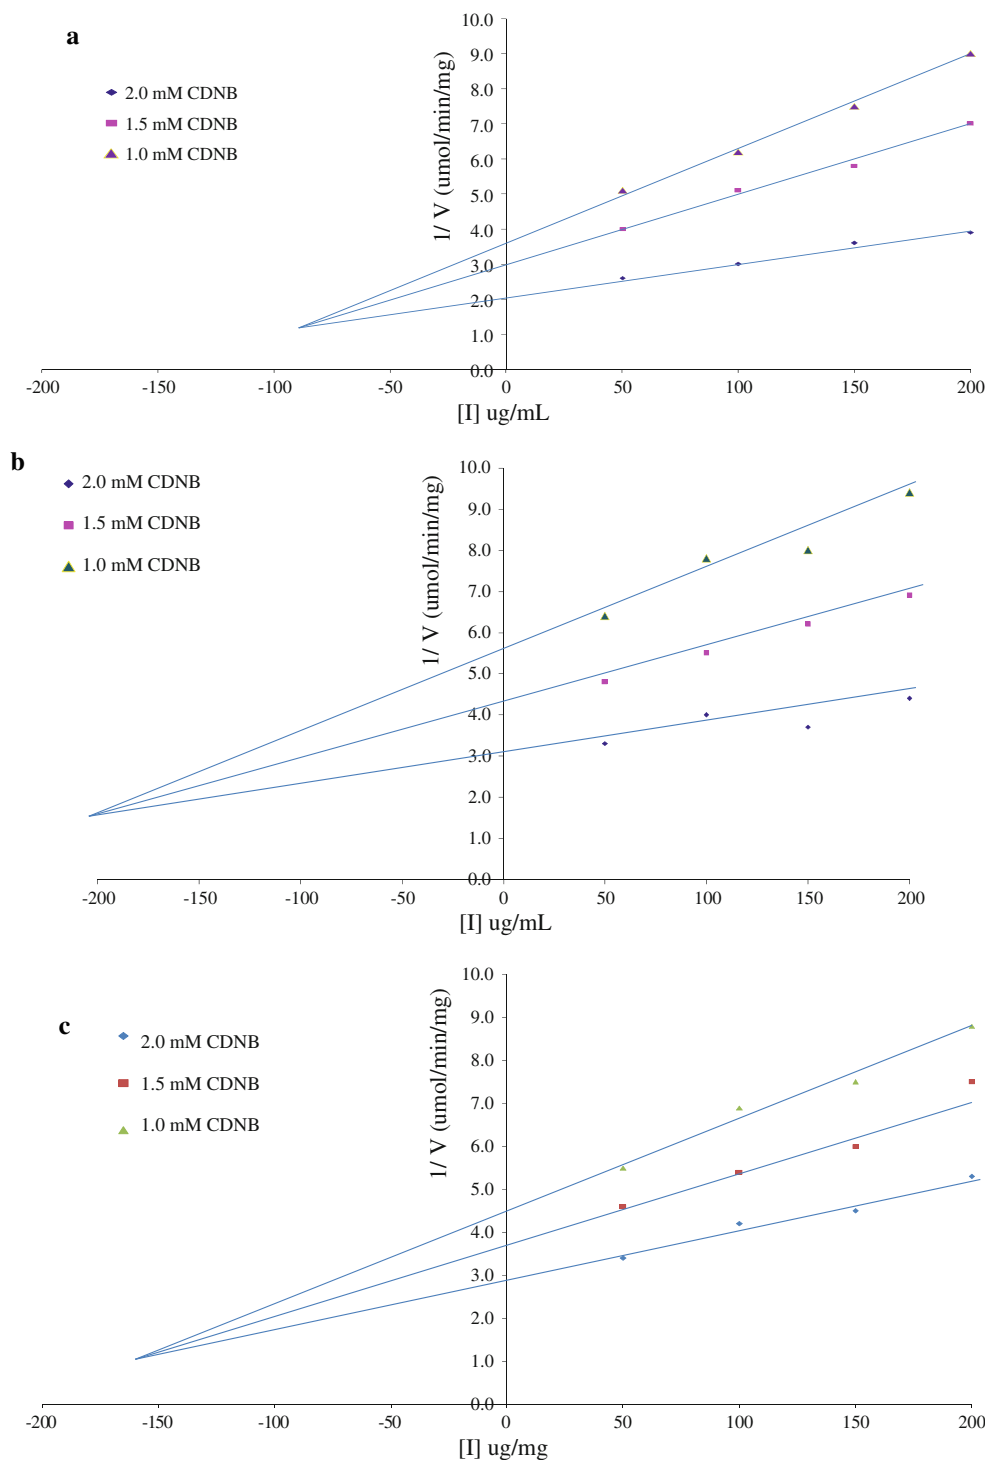 a
2.0 mM CDNB
1.5 mM CDNB
1.0 mM CDNB
1/ V (umol/min/mg)
10.0
9.0
8.0
7.0
6.0
5.0
4.0
3.0
2.0
1.0
0.0
-200 -150 -100 -50 0 50 100 150 200
[I] ug/mL
b
2.0 mM CDNB
1.5 mM CDNB
1.0 mM CDNB
1/ V (umol/min/mg)
10.0
9.0
8.0
7.0
6.0
5.0
4.0
3.0
2.0
1.0
0.0
-200 -150 -100 -50 0 50 100 150 200
[I] ug/mL
c
2.0 mM CDNB
1.5 mM CDNB
1.0 mM CDNB
1/ V (umol/min/mg)
10.0
9.0
8.0
7.0
6.0
5.0
4.0
3.0
2.0
1.0
0.0
-200 -150 -100 -50 0 50 100 150 200
[I] ug/mg